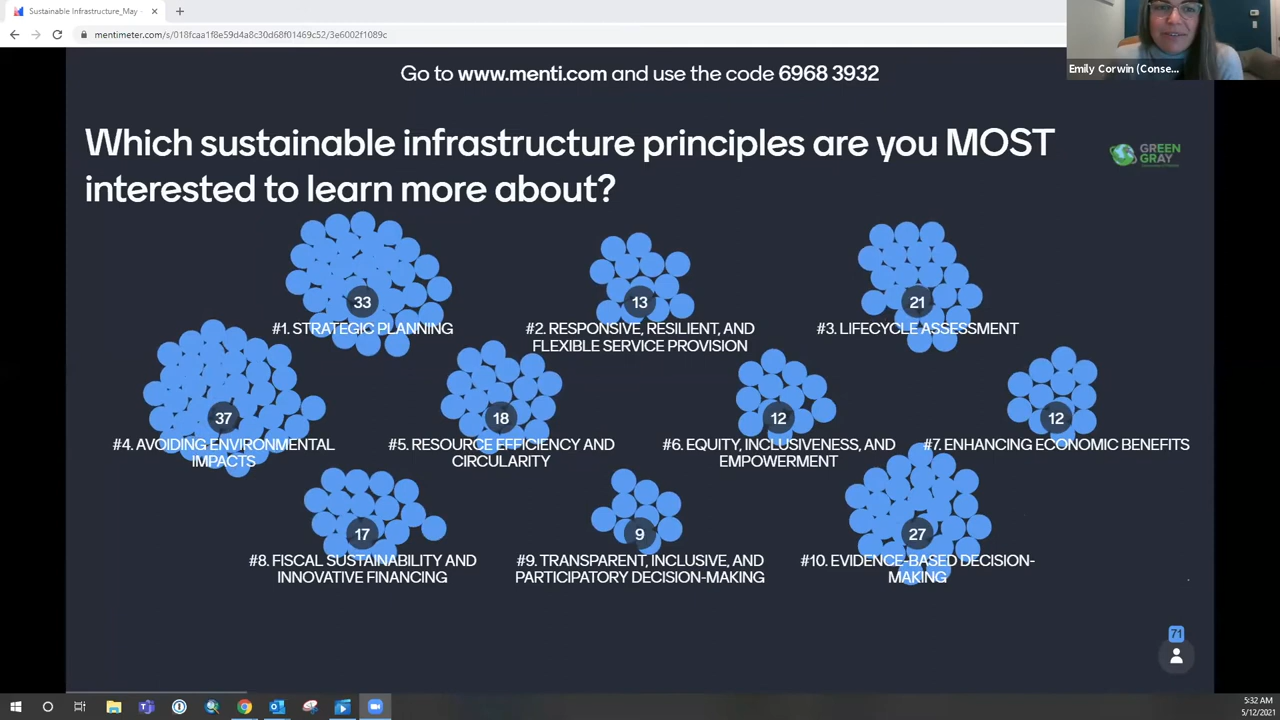 Sustainable Infrastructure_May -
mentimeter.com/s/018fcaa1f8e59d4a8c30d68f01469c52/3e6002f1089c
Emily Corwin (Conse...
Go to www.menti.com and use the code 6968 3932
Which sustainable infrastructure principles are you MOST
interested to learn more about?
GREEN
GRAY
33
#1. STRATEGIC PLANNING
13
#2. RESPONSIVE, RESILIENT, AND
FLEXIBLE SERVICE PROVISION
21
#3. LIFECYCLE ASSESSMENT
37
#4. AVOIDING ENVIRONMENTAL
IMPACTS
18
#5. RESOURCE EFFICIENCY AND
CIRCULARITY
12
#6. EQUITY, INCLUSIVENESS, AND
EMPOWERMENT
12
#7. ENHANCING ECONOMIC BENEFITS
17
#8. FISCAL SUSTAINABILITY AND
INNOVATIVE FINANCING
9
#9. TRANSPARENT, INCLUSIVE, AND
PARTICIPATORY DECISION-MAKING
27
#10. EVIDENCE-BASED DECISION-
MAKING
71
5:32 AM
5/12/2021